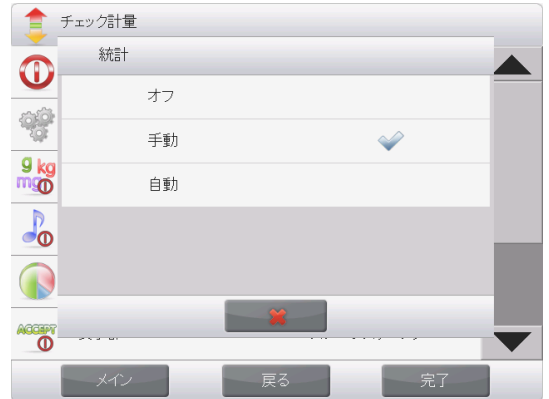 チェック計量
統計
オフ
手動
自動
g kg
mg
ACCEPT
メイン
戻る
完了